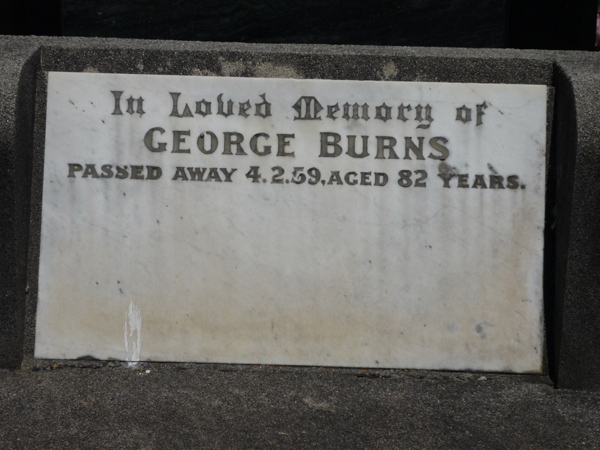 In Loved Memory of
GEORGE BURNS
PASSED AWAY 4.2.59, AGED 82 YEARS.